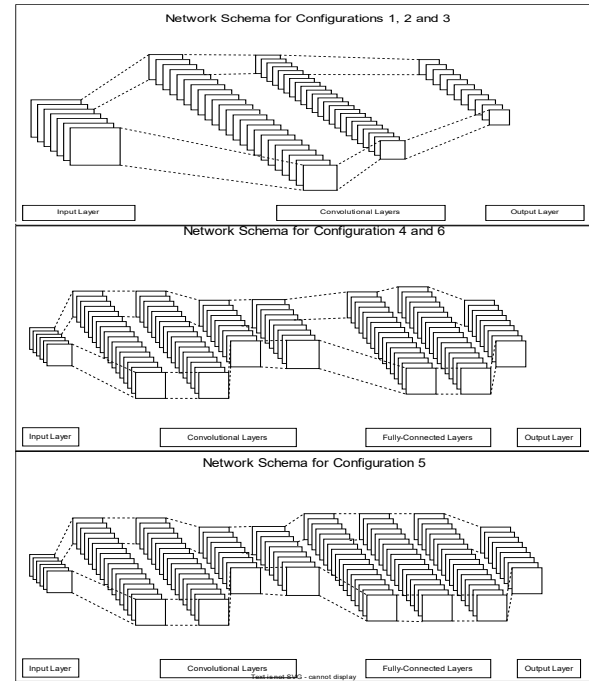 Network Schema for Configurations 1, 2 and 3
Input Layer
Convolutional Layers
Output Layer
Network Schema for Configuration 4 and 6
Input Layer
Convolutional Layers
Fully-Connected Layers
Output Layer
Network Schema for Configuration 5
Input Layer
Convolutional Layers
Fully-Connected Layers
Output Layer
Text is not SVG - cannot display